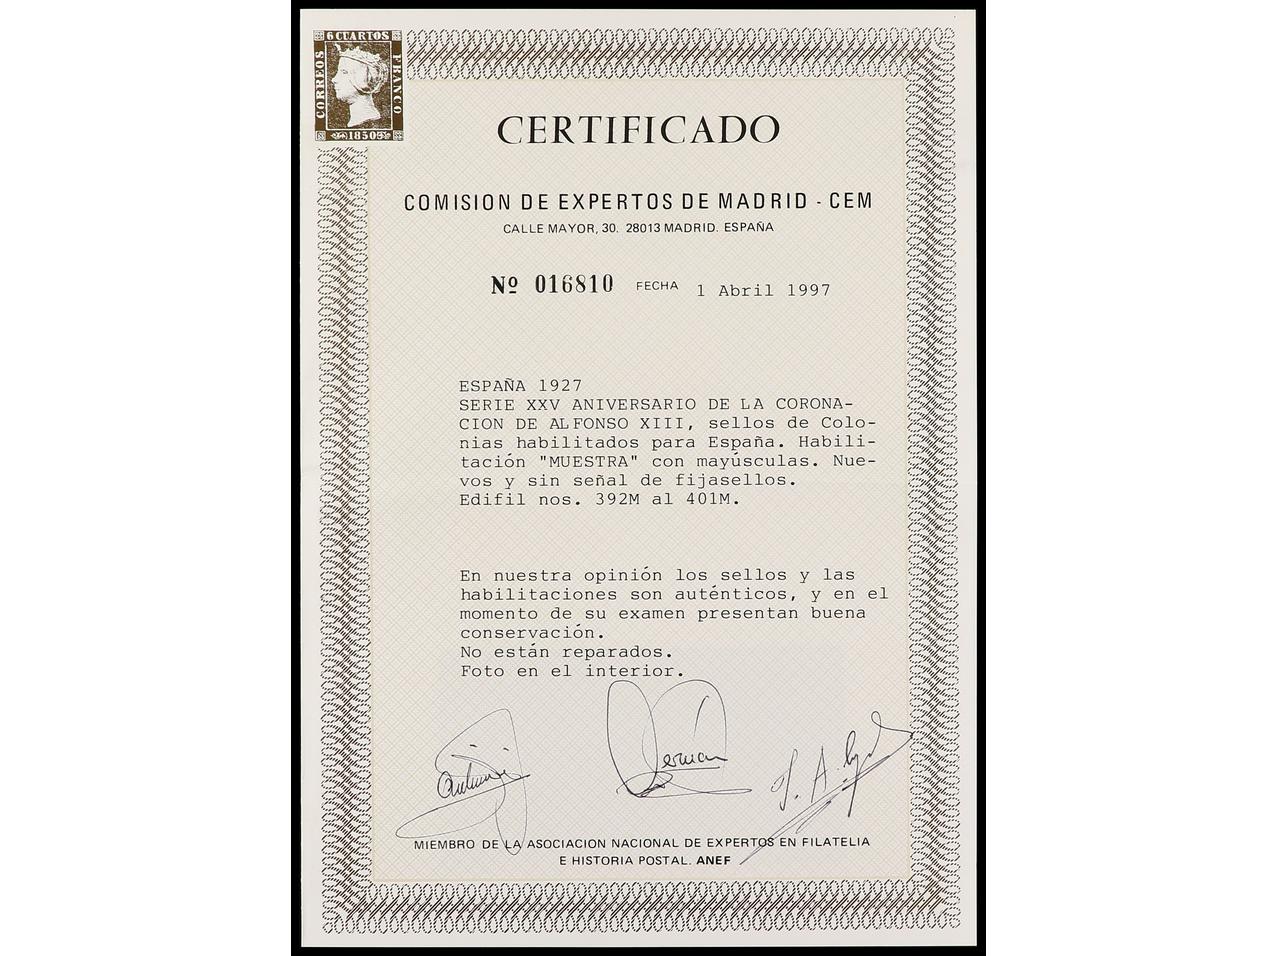 6 CUARTOS
CORREOS
FRANCO
1850
CERTIFICADO
COMISION DE EXPERTOS DE MADRID - CEM
CALLE MAYOR, 30. 28013 MADRID. ESPAÑA
Nº 016810 FECHA 1 Abril 1997
ESPAÑA 1927
SERIE XXV ANIVERSARIO DE LA CORONA-
CION DE ALFONSO XIII, sellos de Colo-
nias habilitados para España. Habili-
tación "MUESTRA" con mayúsculas. Nue-
vos y sin señal de fijasellos.
Edifil nos. 392M al 401M.
En nuestra opinión los sellos y las
habilitaciones son auténticos, y en el
momento de su examen presentan buena
conservación.
No están reparados.
Foto en el interior.
MIEMBRO DE LA ASOCIACION NACIONAL DE EXPERTOS EN FILATELIA
E HISTORIA POSTAL. ANEF